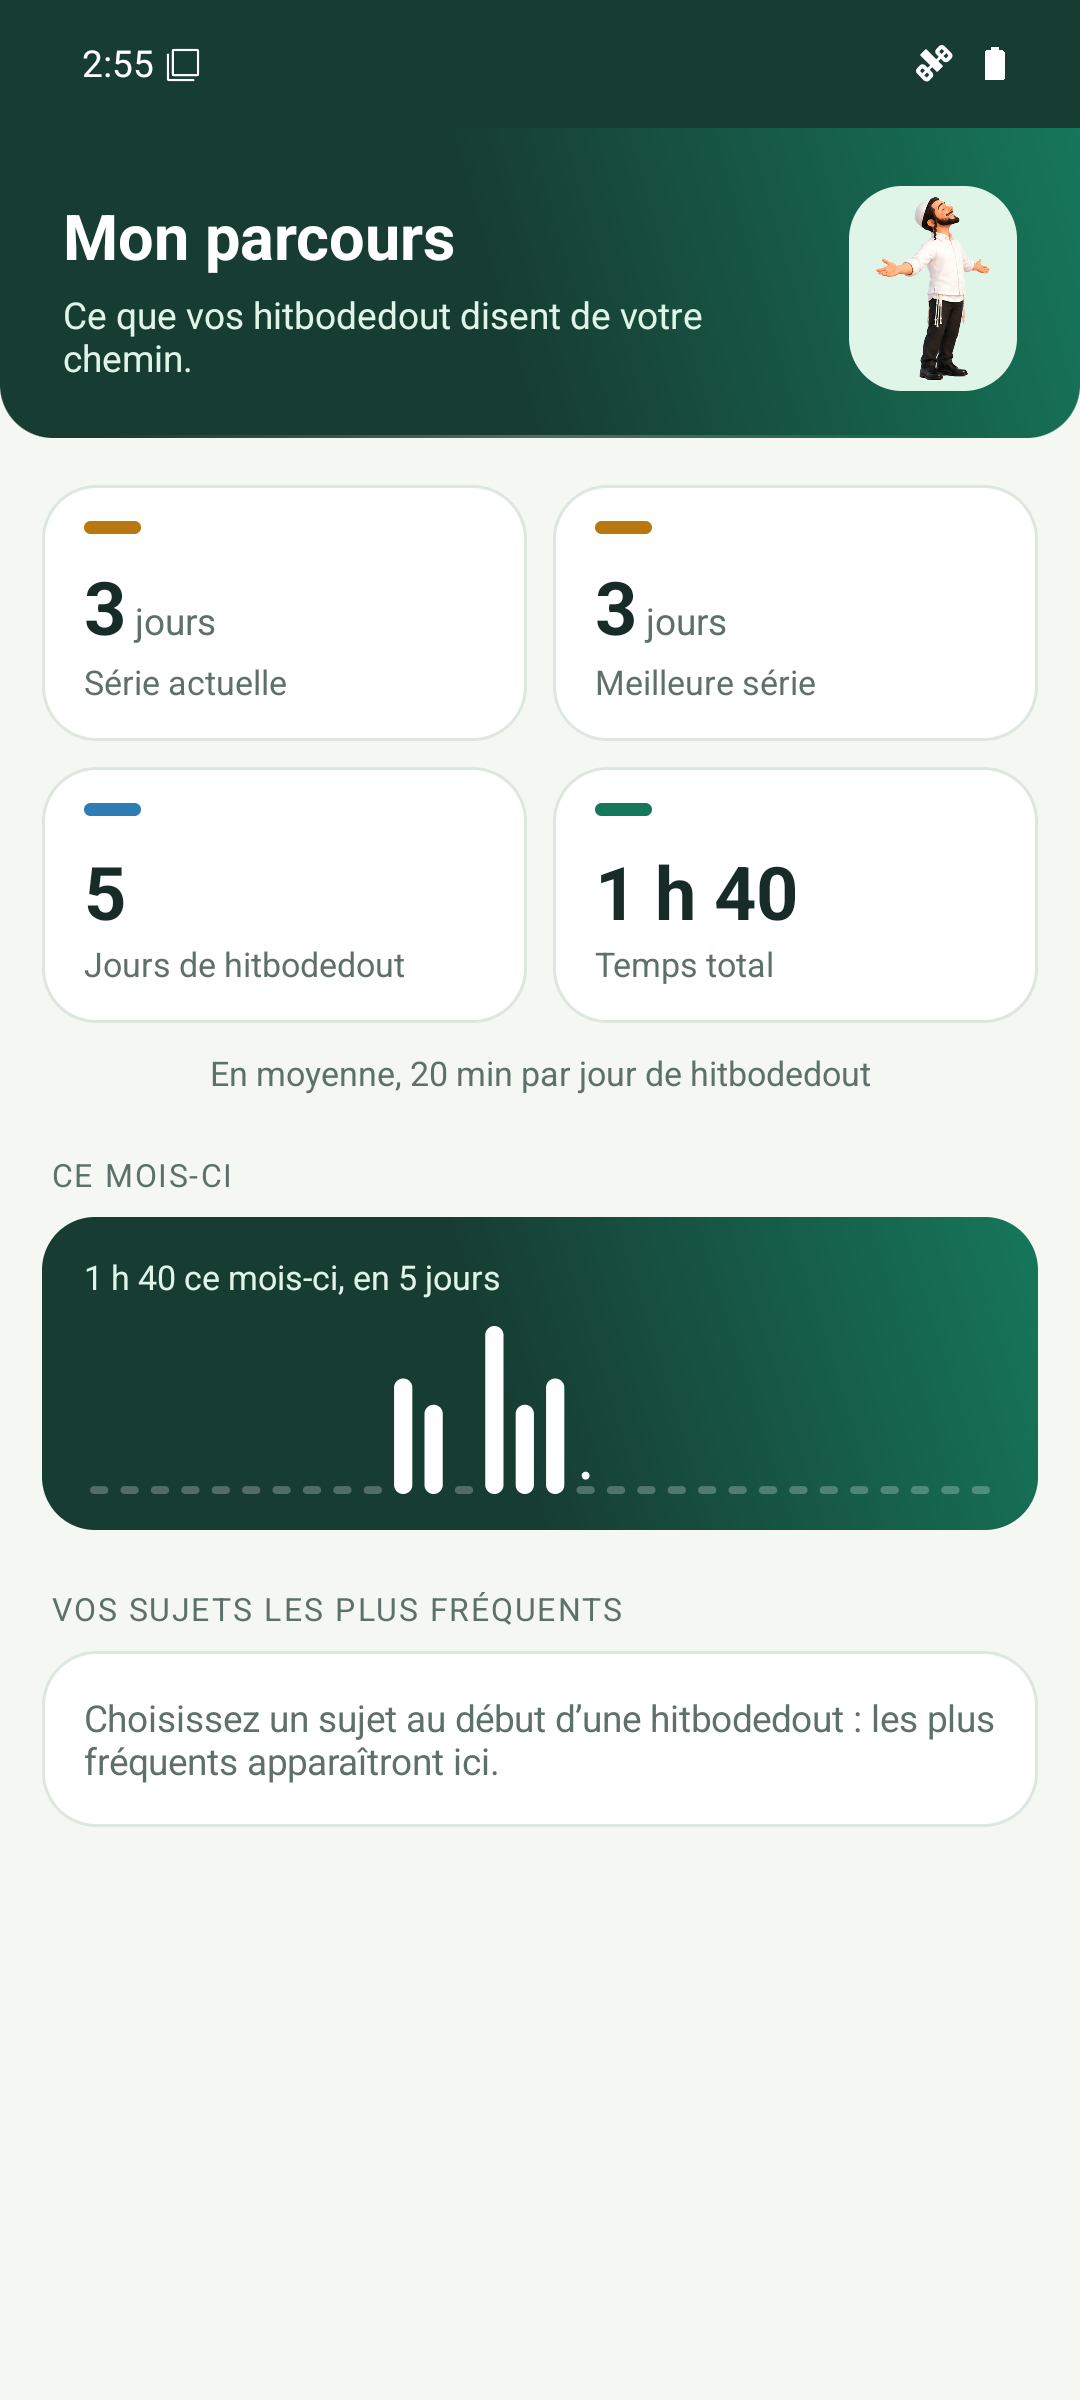 2:55
Mon parcours
Ce que vos hitbodedout disent de votre
chemin.
3 jours
Série actuelle
3 jours
Meilleure série
5
Jours de hitbodedout
1 h 40
Temps total
En moyenne, 20 min par jour de hitbodedout
CE MOIS-CI
1 h 40 ce mois-ci, en 5 jours
VOS SUJETS LES PLUS FRÉQUENTS
Choisissez un sujet au début d’une hitbodedout : les plus
fréquents apparaîtront ici.